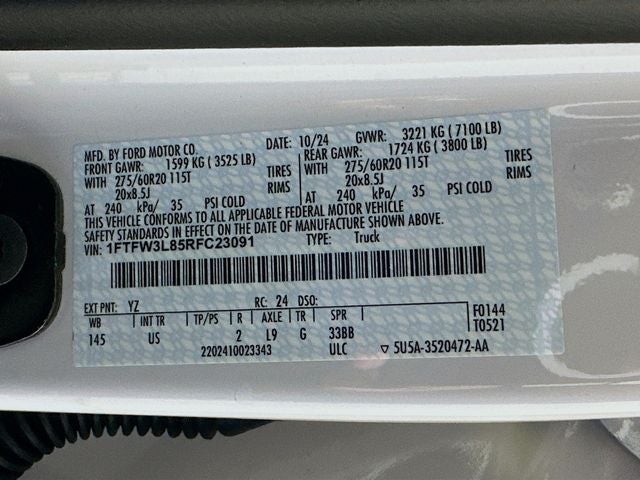 MFD. BY FORD MOTOR CO. DATE: 10/24 GVWR: 3221 KG ( 7100 LB)
FRONT GAWR: 1599 KG ( 3525 LB) REAR GAWR: 1724 KG ( 3800 LB)
WITH 275/60R20 115T RIMS WITH 275/60R20 115T RIMS
20x8.5J 20x8.5J
AT 240 kPa/ 35 PSI COLD AT 240 kPa/ 35 PSI COLD
THIS VEHICLE CONFORMS TO ALL APPLICABLE FEDERAL MOTOR VEHICLE
SAFETY STANDARDS IN EFFECT ON THE DATE OF MANUFACTURE SHOWN ABOVE.
VIN: 1FTFW3L85RFC23091 TYPE: Truck
EXT PNT: YZ RC: 24 DSO: F0144
WB INT TR TP/PS R AXLE TR SPR T0521
145 US 2 L9 G 33BB
2202410023343 ULC ▽ 5U5A-3520472-AA